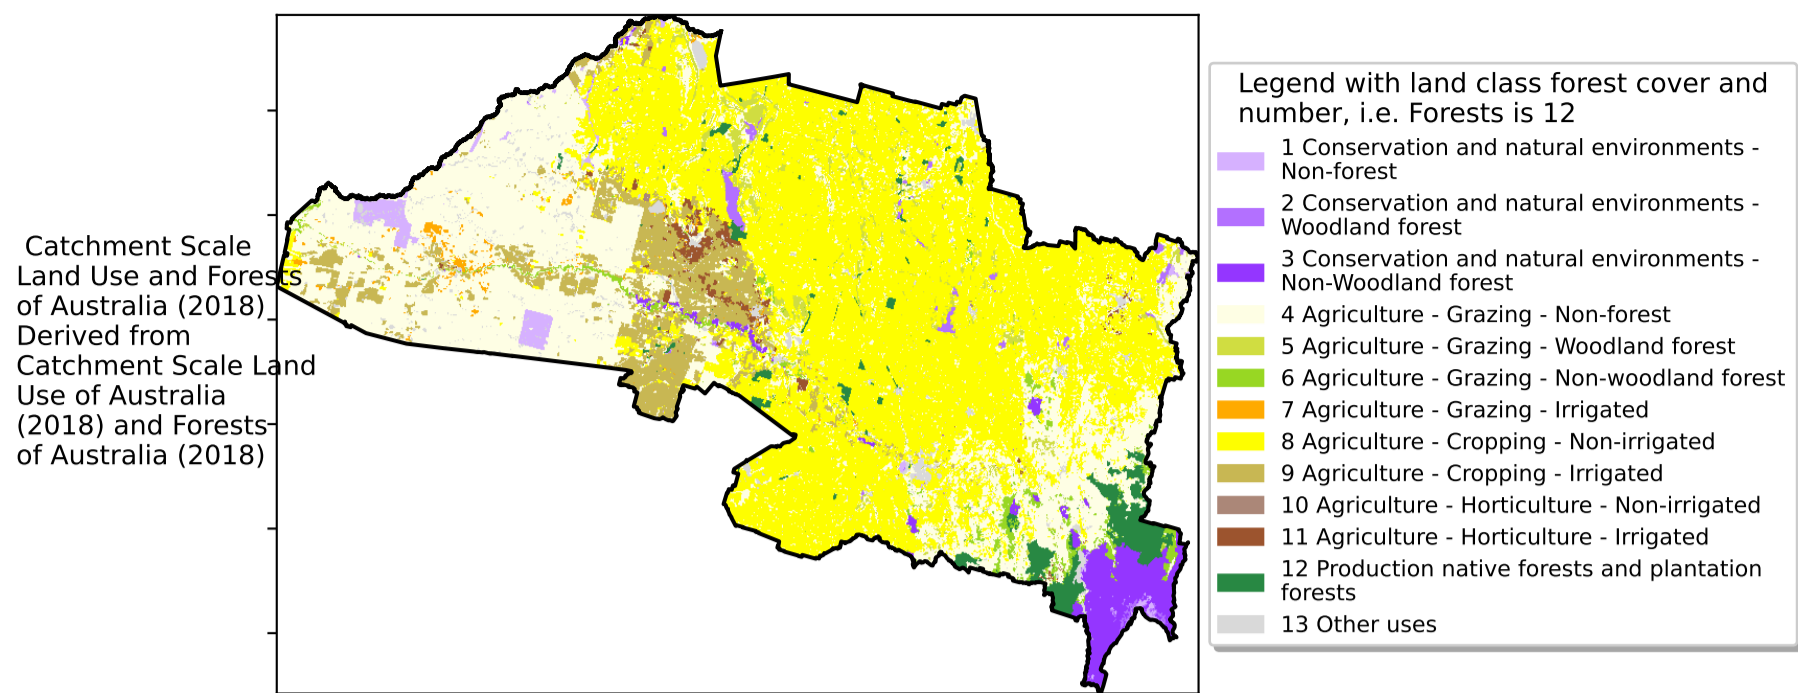 Catchment Scale
Land Use and Forests
of Australia (2018)
Derived from
Catchment Scale Land
Use of Australia
(2018) and Forests
of Australia (2018)
Legend with land class forest cover and
number, i.e. Forests is 12
1 Conservation and natural environments -
Non-forest
2 Conservation and natural environments -
Woodland forest
3 Conservation and natural environments -
Non-Woodland forest
4 Agriculture - Grazing - Non-forest
5 Agriculture - Grazing - Woodland forest
6 Agriculture - Grazing - Non-woodland forest
7 Agriculture - Grazing - Irrigated
8 Agriculture - Cropping - Non-irrigated
9 Agriculture - Cropping - Irrigated
10 Agriculture - Horticulture - Non-irrigated
11 Agriculture - Horticulture - Irrigated
12 Production native forests and plantation
forests
13 Other uses